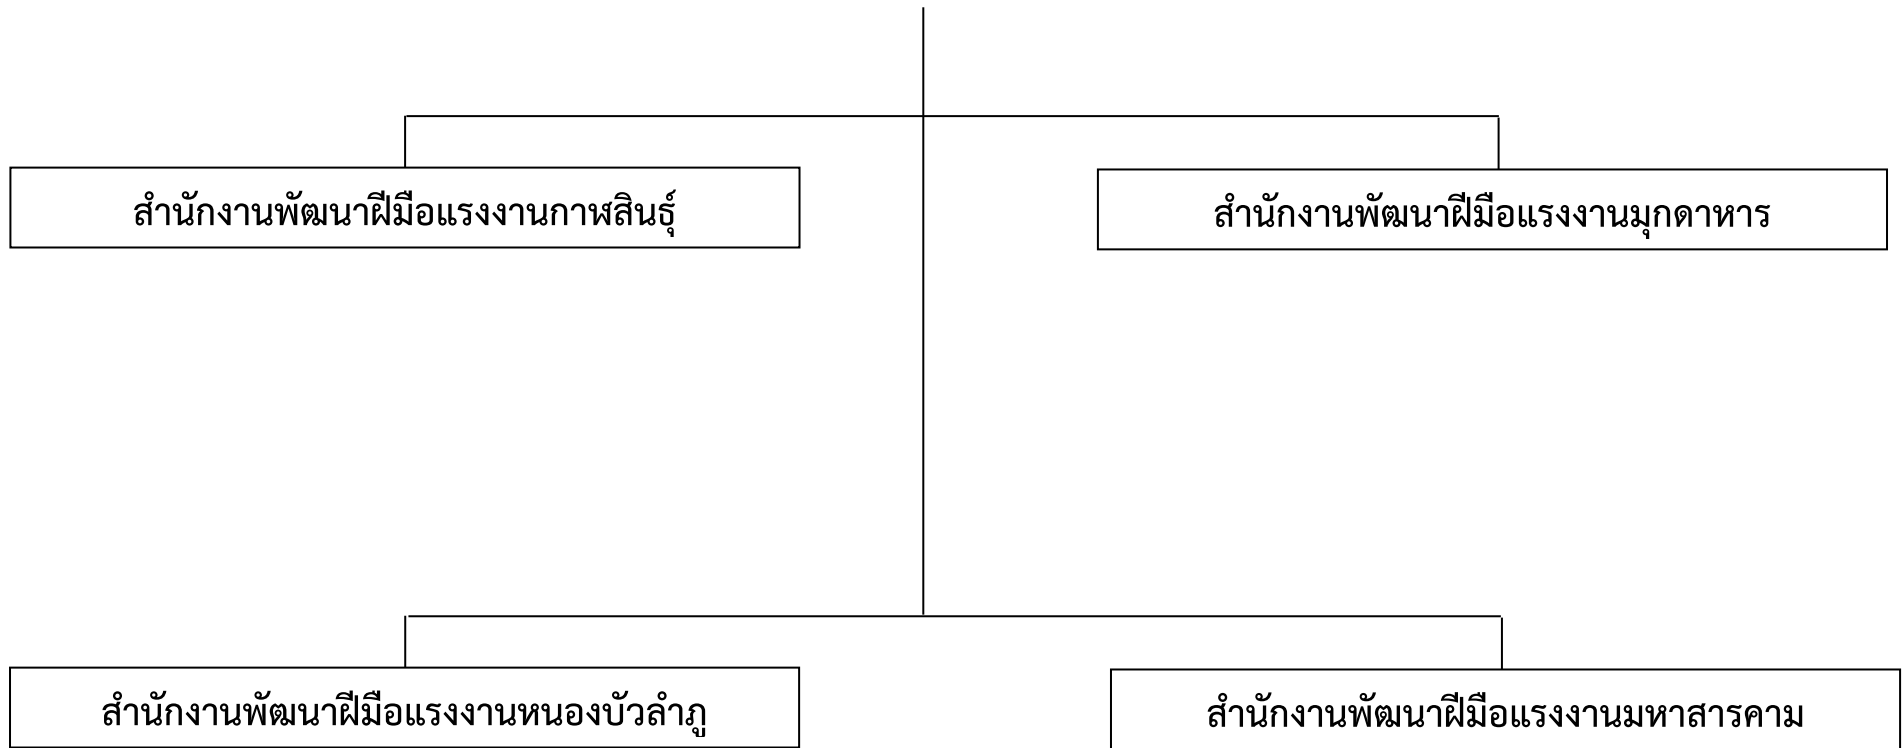 สำนักงานพัฒนาฝีมือแรงงานกาฬสินธุ์
สำนักงานพัฒนาฝีมือแรงงานมุกดาหาร
สำนักงานพัฒนาฝีมือแรงงานหนองบัวลำภู
สำนักงานพัฒนาฝีมือแรงงานมหาสารคาม